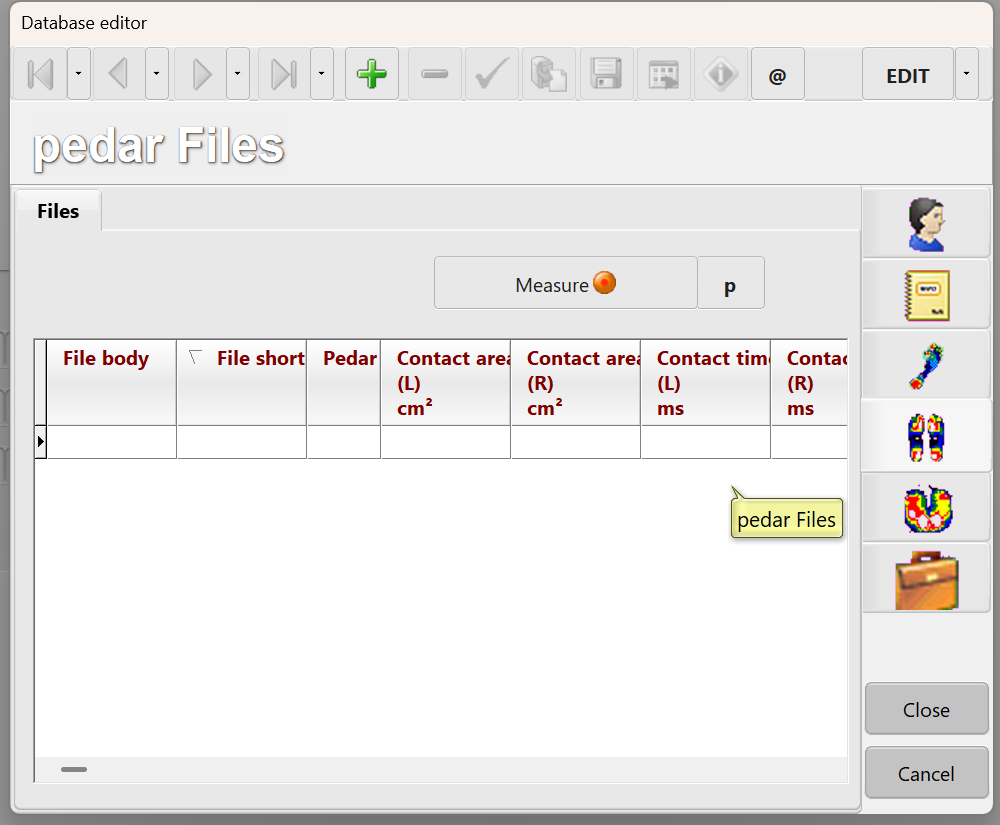 Database editor
@ EDIT
pedar Files
Files
Measure p
File body File short Pedar Contact area Contact area Contact time Contac
(L) (R) (L) (R)
cm² cm² ms ms
pedar Files
Close
Cancel